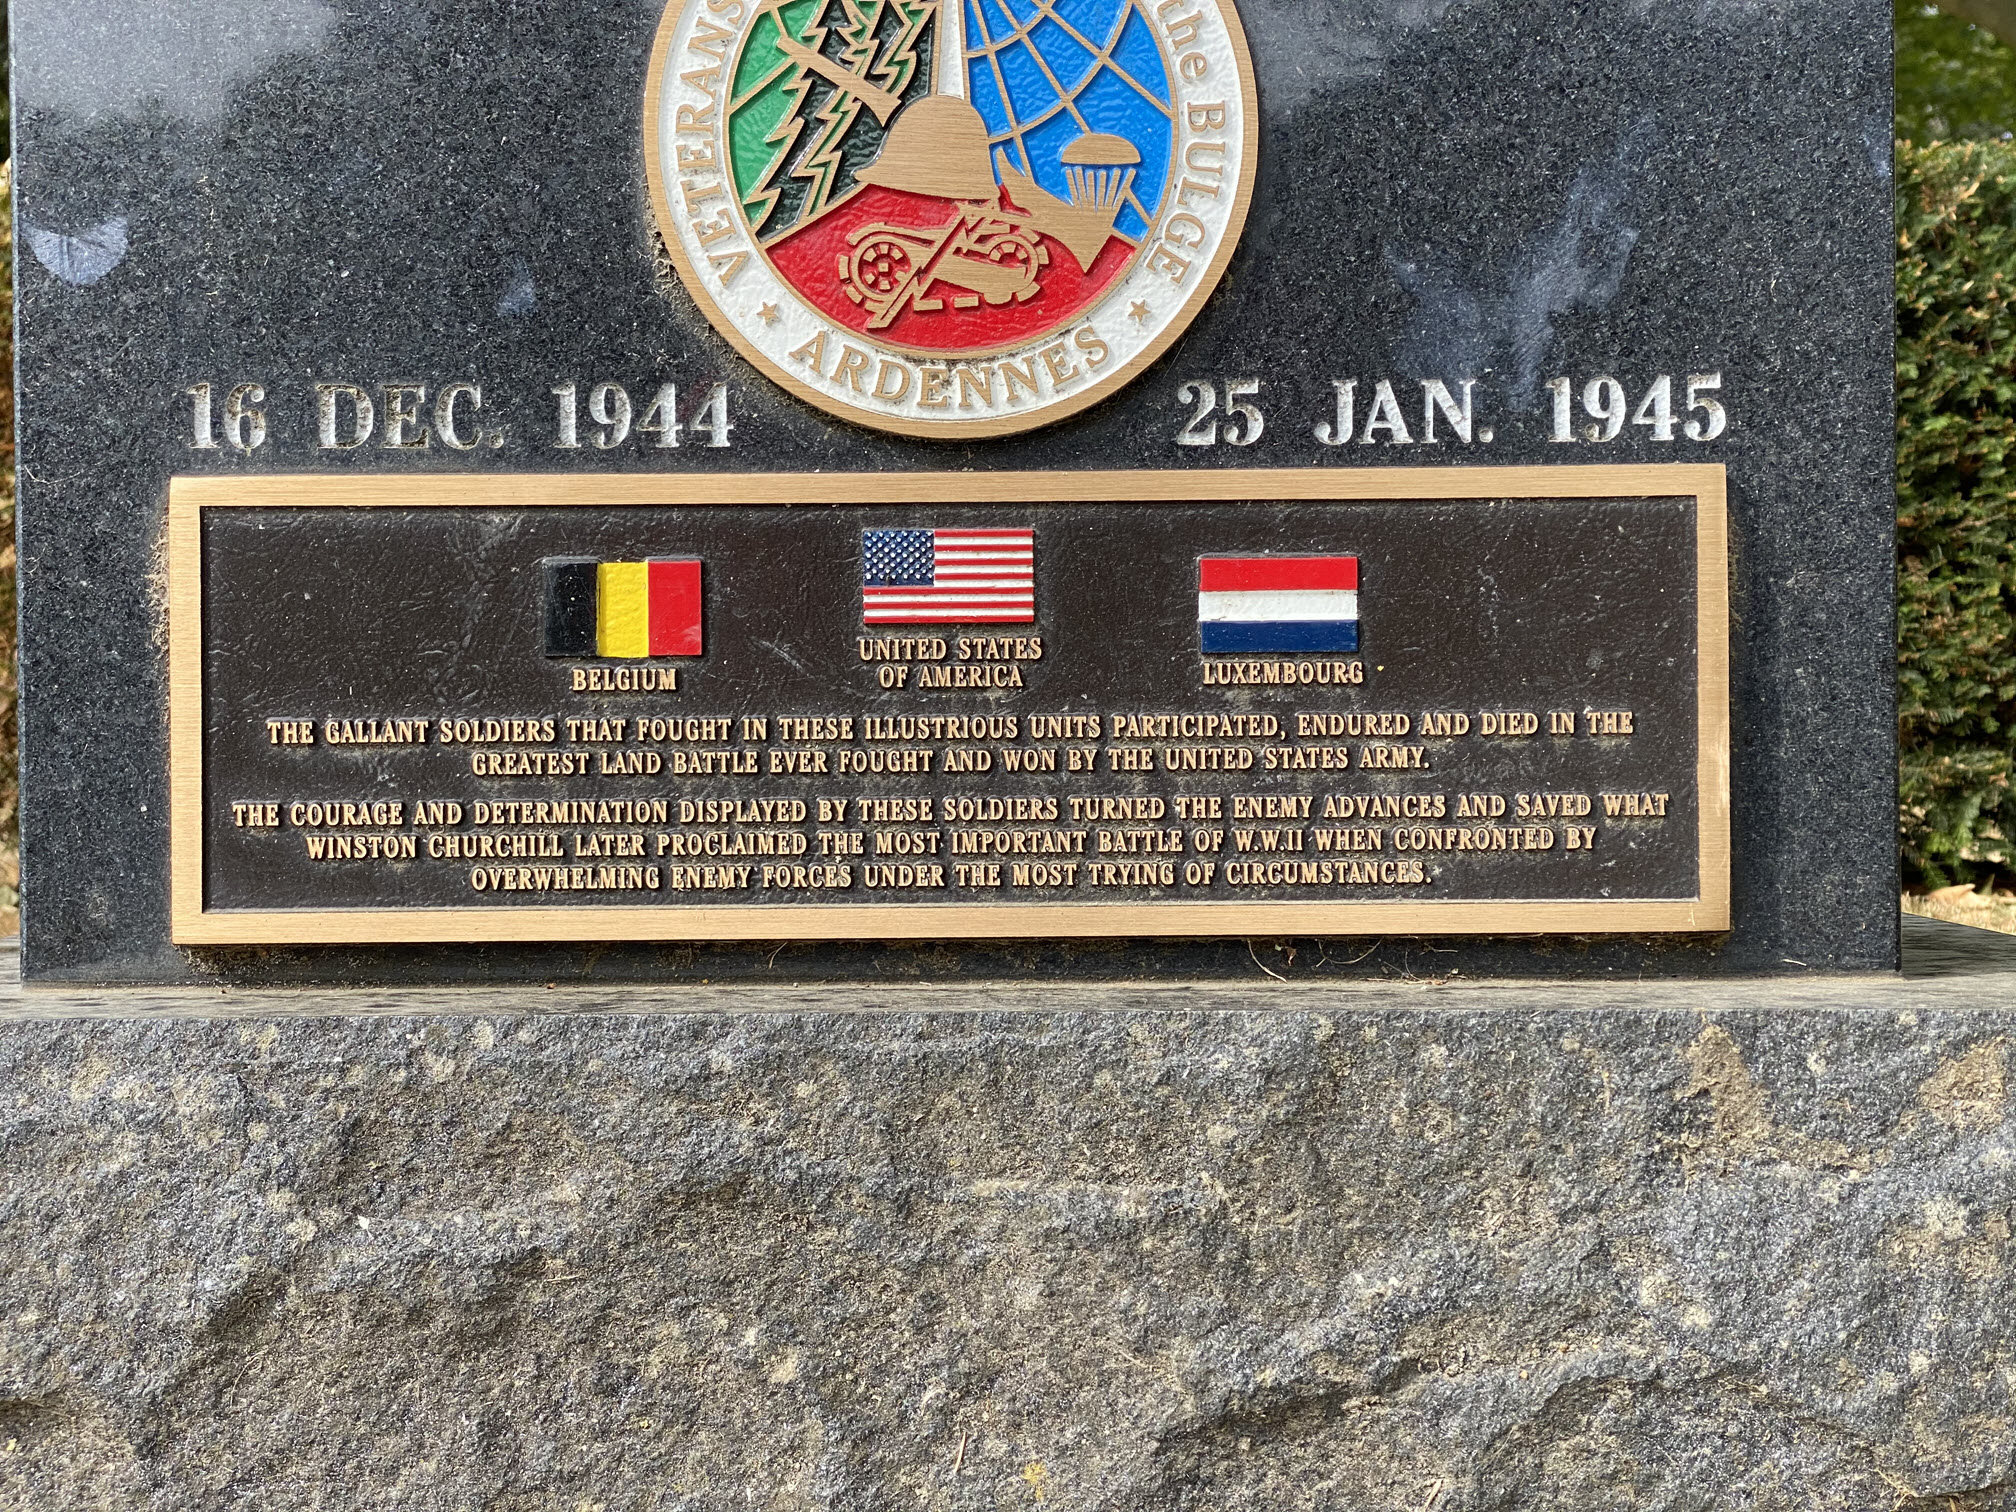 VETERANS
the BULGE
ARDENNES
16 DEC. 1944
25 JAN. 1945
BELGIUM
UNITED STATES
OF AMERICA
LUXEMBOURG
THE GALLANT SOLDIERS THAT FOUGHT IN THESE ILLUSTRIOUS UNITS PARTICIPATED, ENDURED AND DIED IN THE
GREATEST LAND BATTLE EVER FOUGHT AND WON BY THE UNITED STATES ARMY.
THE COURAGE AND DETERMINATION DISPLAYED BY THESE SOLDIERS TURNED THE ENEMY ADVANCES AND SAVED WHAT
WINSTON CHURCHILL LATER PROCLAIMED THE MOST IMPORTANT BATTLE OF W.W.II WHEN CONFRONTED BY
OVERWHELMING ENEMY FORCES UNDER THE MOST TRYING OF CIRCUMSTANCES.